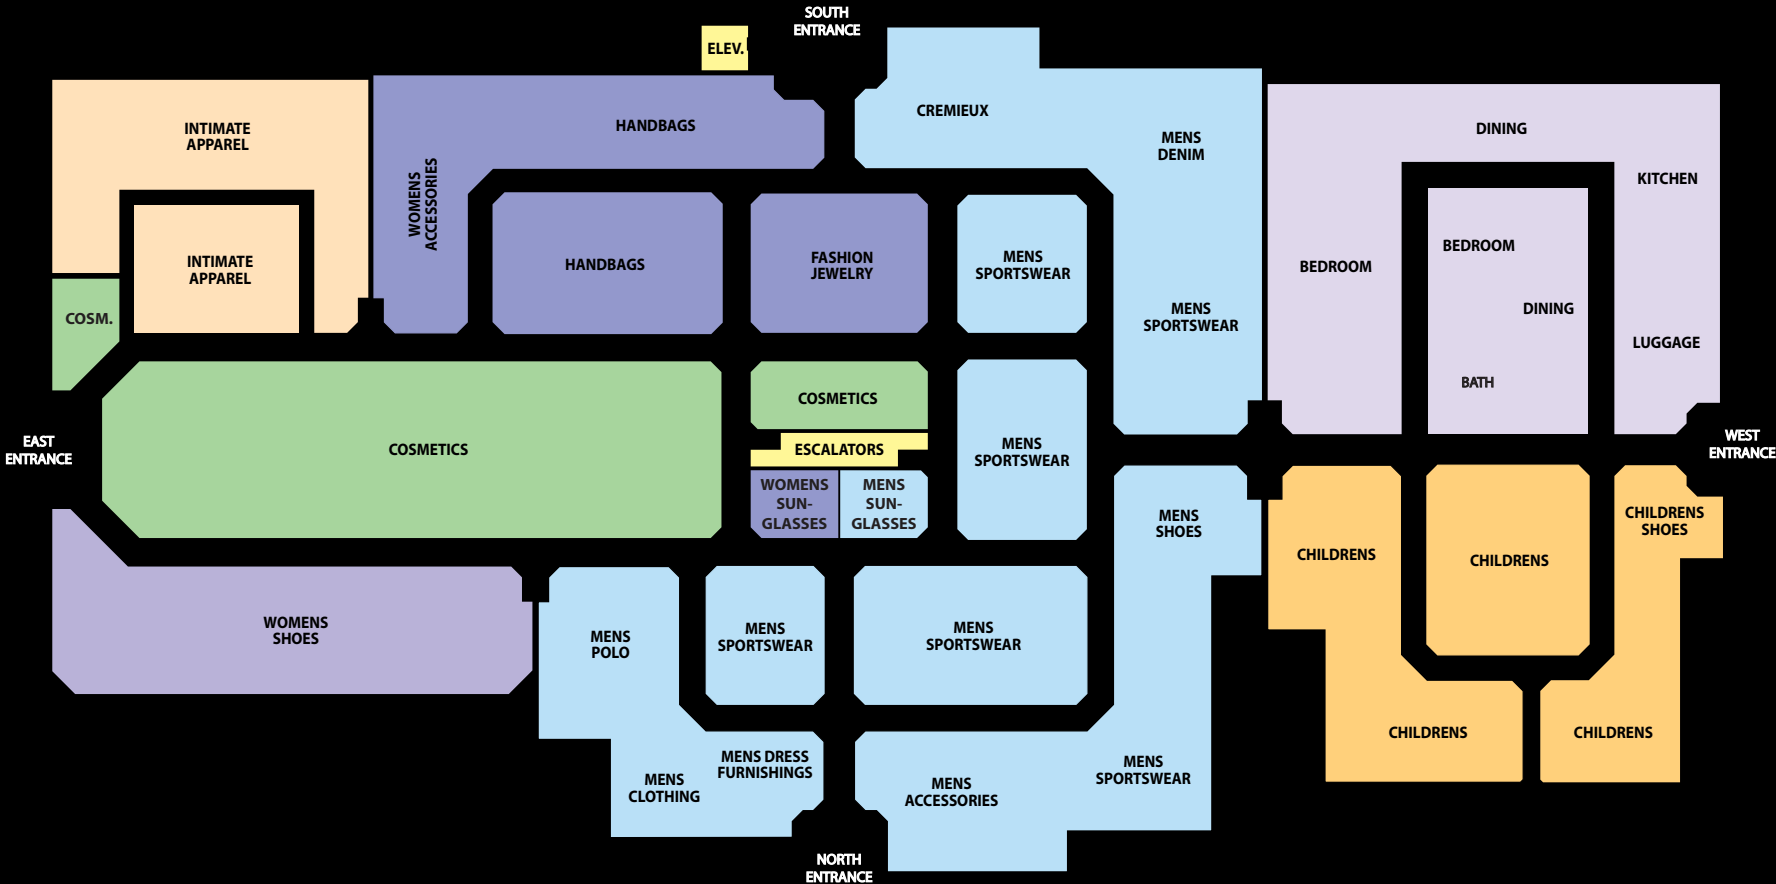 SOUTH
ENTRANCE
ELEV.
INTIMATE
APPAREL
HANDBAGS
CREMIEUX
MENS
DENIM
DINING
KITCHEN
WOMENS
ACCESSORIES
INTIMATE
APPAREL
HANDBAGS
FASHION
JEWELRY
MENS
SPORTSWEAR
BEDROOM
BEDROOM
COSM.
MENS
SPORTSWEAR
DINING
LUGGAGE
BATH
EAST
ENTRANCE
COSMETICS
COSMETICS
ESCALATORS
MENS
SPORTSWEAR
WEST
ENTRANCE
WOMENS
SUN-
GLASSES
MENS
SUN-
GLASSES
MENS
SHOES
CHILDRENS
CHILDRENS
CHILDRENS
SHOES
WOMENS
SHOES
MENS
POLO
MENS
SPORTSWEAR
MENS
SPORTSWEAR
CHILDRENS
CHILDRENS
MENS DRESS
FURNISHINGS
MENS
CLOTHING
MENS
ACCESSORIES
MENS
SPORTSWEAR
NORTH
ENTRANCE